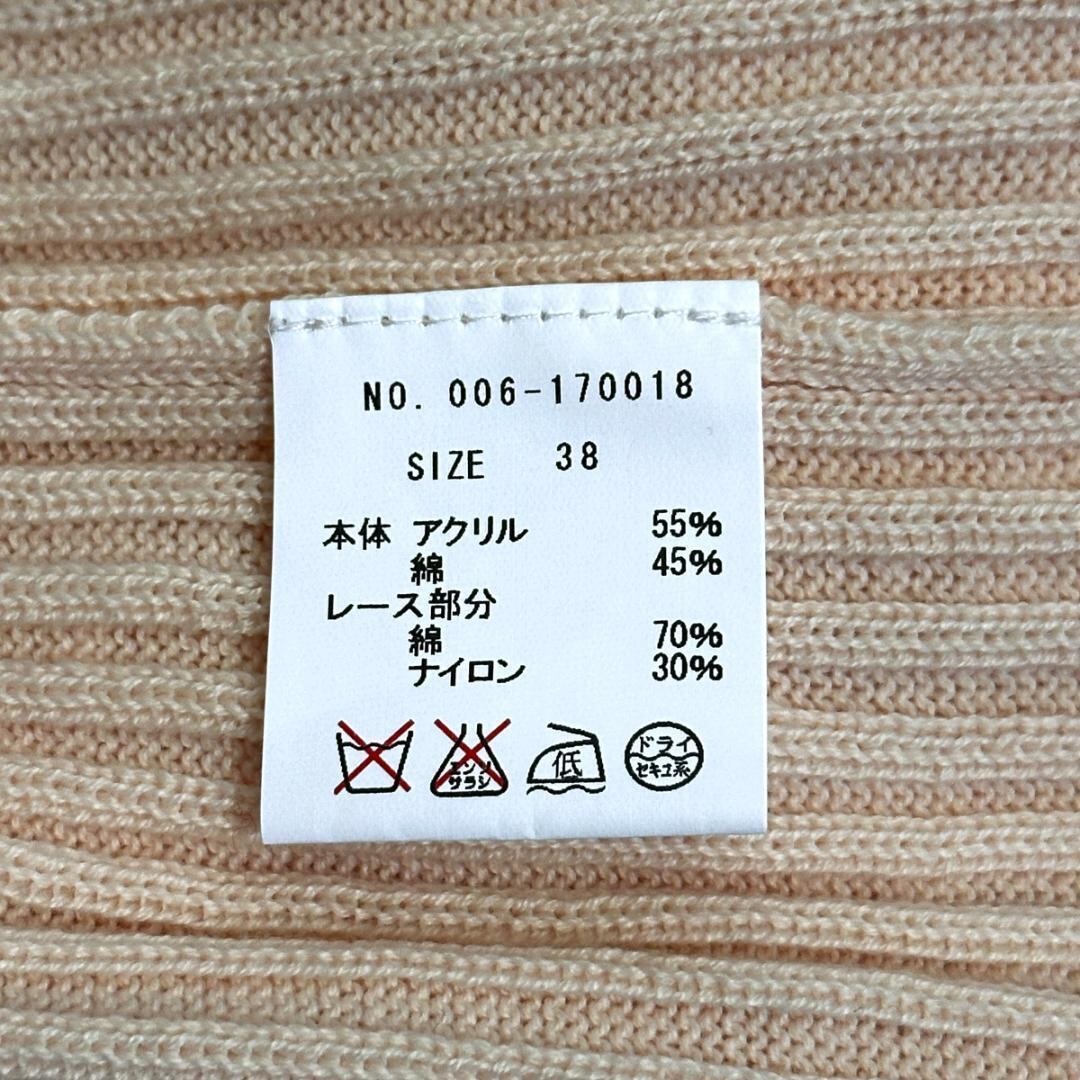 NO. 006-170018
SIZE 38
本体 アクリル 55%
綿 45%
レース部分
綿 70%
ナイロン 30%
エンソ
サラシ
低
ドライ
セキユ系